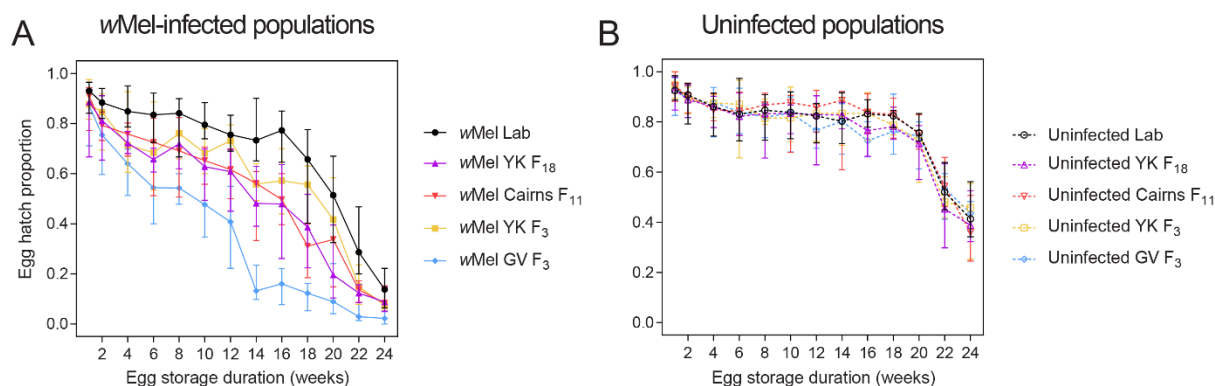 A
wMel-infected populations
Egg hatch proportion
1.0
0.8
0.6
0.4
0.2
0.0
2 4 6 8 10 12 14 16 18 20 22 24
Egg storage duration (weeks)
wMel Lab
wMel YK F18
wMel Cairns F11
wMel YK F3
wMel GV F3
B
Uninfected populations
1.0
0.8
0.6
0.4
0.2
0.0
2 4 6 8 10 12 14 16 18 20 22 24
Egg storage duration (weeks)
Uninfected Lab
Uninfected YK F18
Uninfected Cairns F11
Uninfected YK F3
Uninfected GV F3